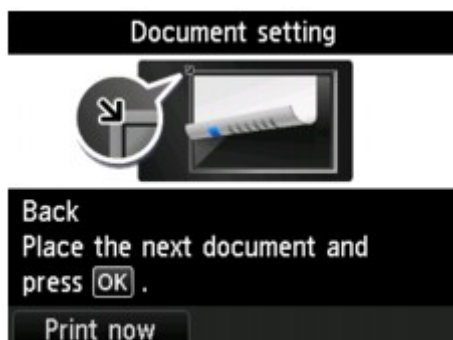 Document setting
Back
Place the next document and
press OK .
Print now